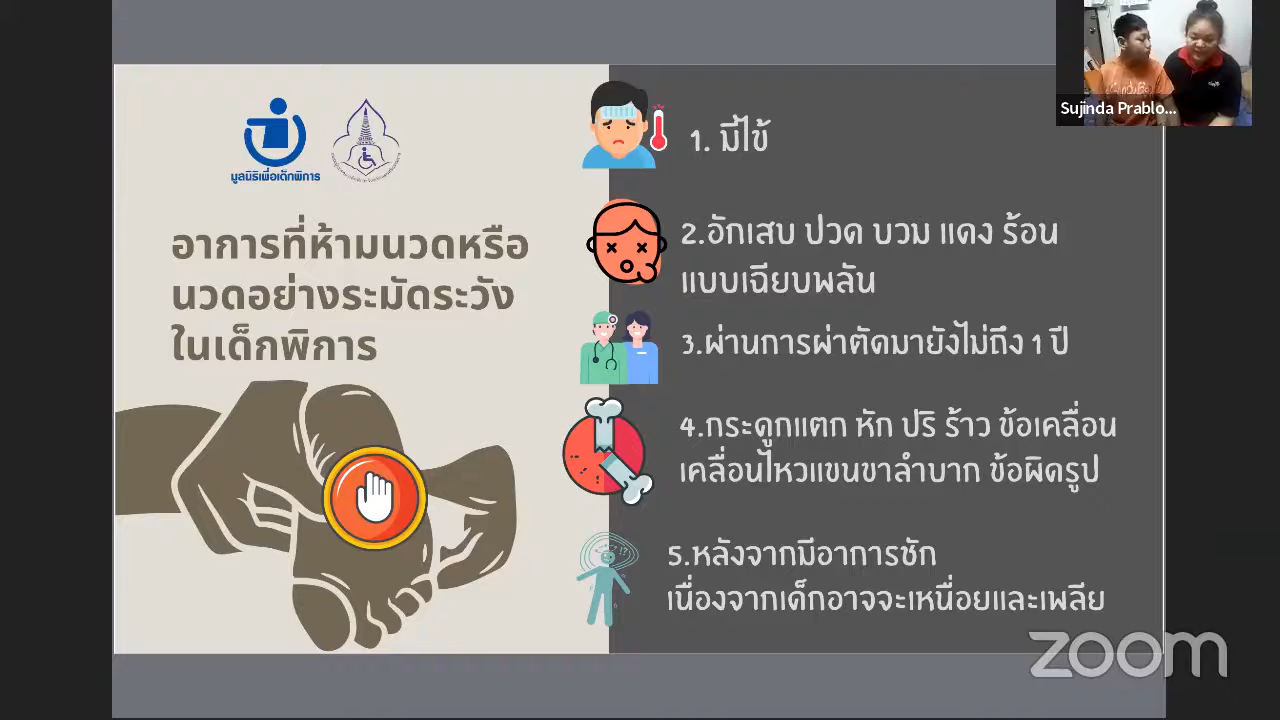 Sujinda Prablo...
มูลนิธิเพื่อเด็กพิการ
อาการที่ห้ามนวดหรือ
นวดอย่างระมัดระวัง
ในเด็กพิการ
1. มีไข้
2.อักเสบ ปวด บวม แดง ร้อน
แบบเฉียบพลัน
3.ผ่านการผ่าตัดมายังไม่ถึง 1 ปี
4.กระดูกแตก หัก ปริ ร้าว ข้อเคลื่อน
เคลื่อนไหวแขนขาลำบาก ข้อผิดรูป
5.หลังจากมีอาการชัก
เนื่องจากเด็กอาจจะเหนื่อยและเพลีย
zoom